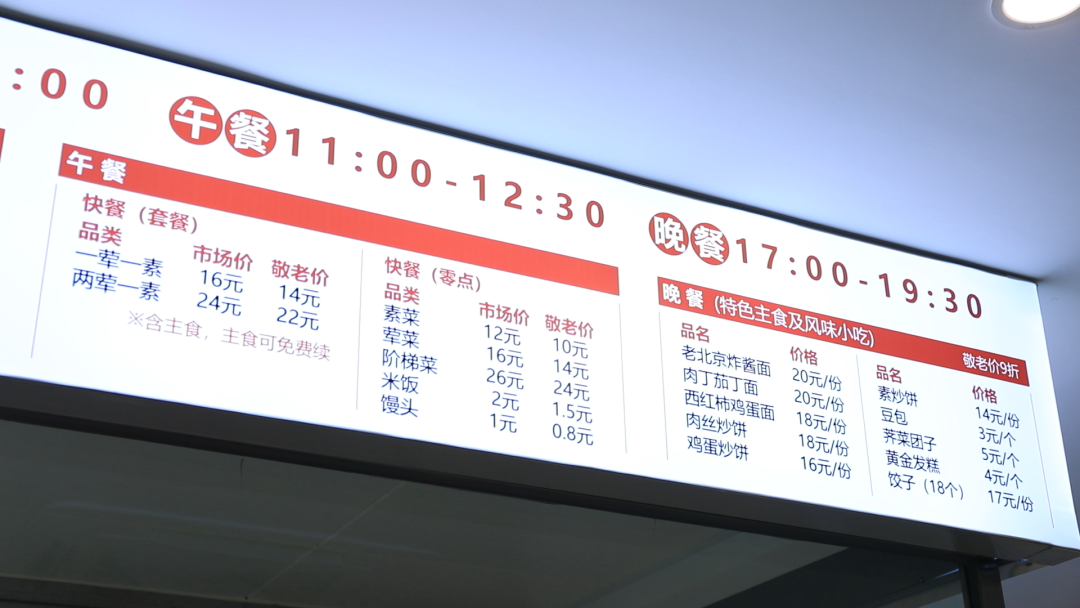 :00
午餐 11:00-12:30
晚餐 17:00-19:30
午餐
快餐（套餐）
品类 市场价 敬老价
一荤一素 16元 14元
两荤一素 24元 22元
※含主食，主食可免费续
快餐（零点）
品类 市场价 敬老价
素菜 12元 10元
荤菜 16元 14元
阶梯菜 26元 24元
米饭 2元 1.5元
馒头 1元 0.8元
晚餐（特色主食及风味小吃） 敬老价9折
品名 价格
老北京炸酱面 20元/份
肉丁茄丁面 20元/份
西红柿鸡蛋面 18元/份
肉丝炒饼 18元/份
鸡蛋炒饼 16元/份
品名 价格
素炒饼 14元/份
豆包 3元/个
荠菜团子 5元/个
黄金发糕 4元/个
饺子（18个） 17元/份